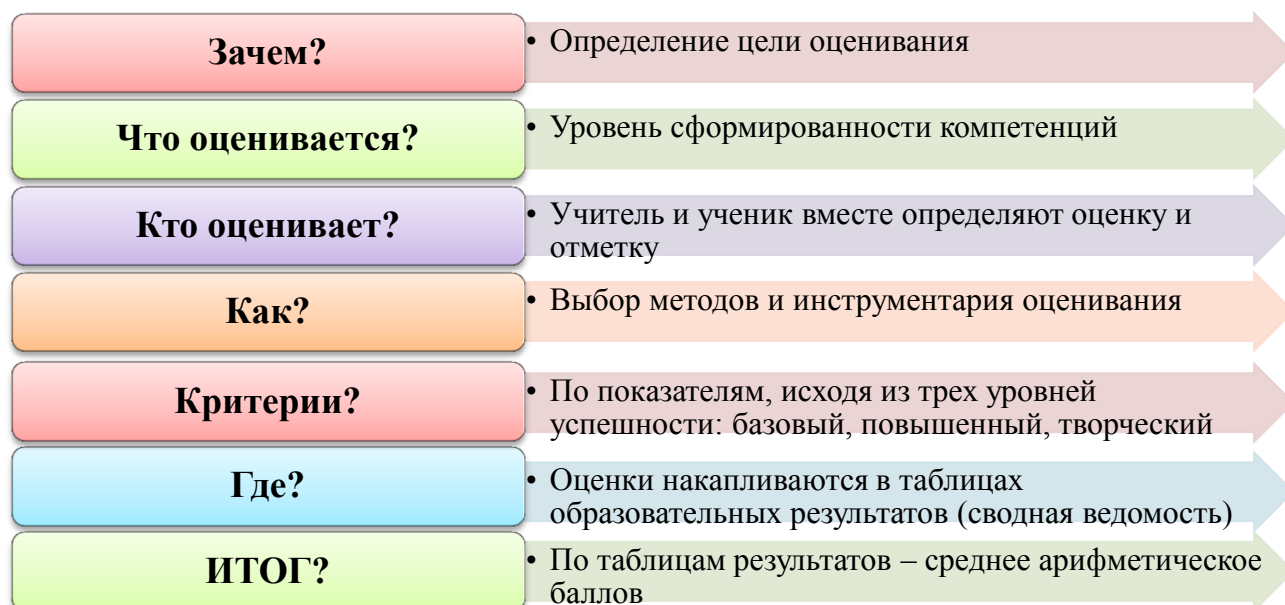 Зачем?
• Определение цели оценивания
Что оценивается?
• Уровень сформированности компетенций
Кто оценивает?
• Учитель и ученик вместе определяют оценку и
отметку
Как?
• Выбор методов и инструментария оценивания
Критерии?
• По показателям, исходя из трех уровней
успешности: базовый, повышенный, творческий
Где?
• Оценки накапливаются в таблицах
образовательных результатов (сводная ведомость)
ИТОГ?
• По таблицам результатов – среднее арифметическое
баллов